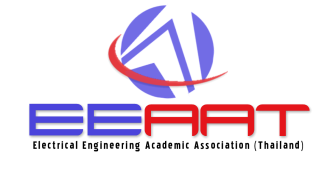 EEAAT
Electrical Engineering Academic Association (Thailand)